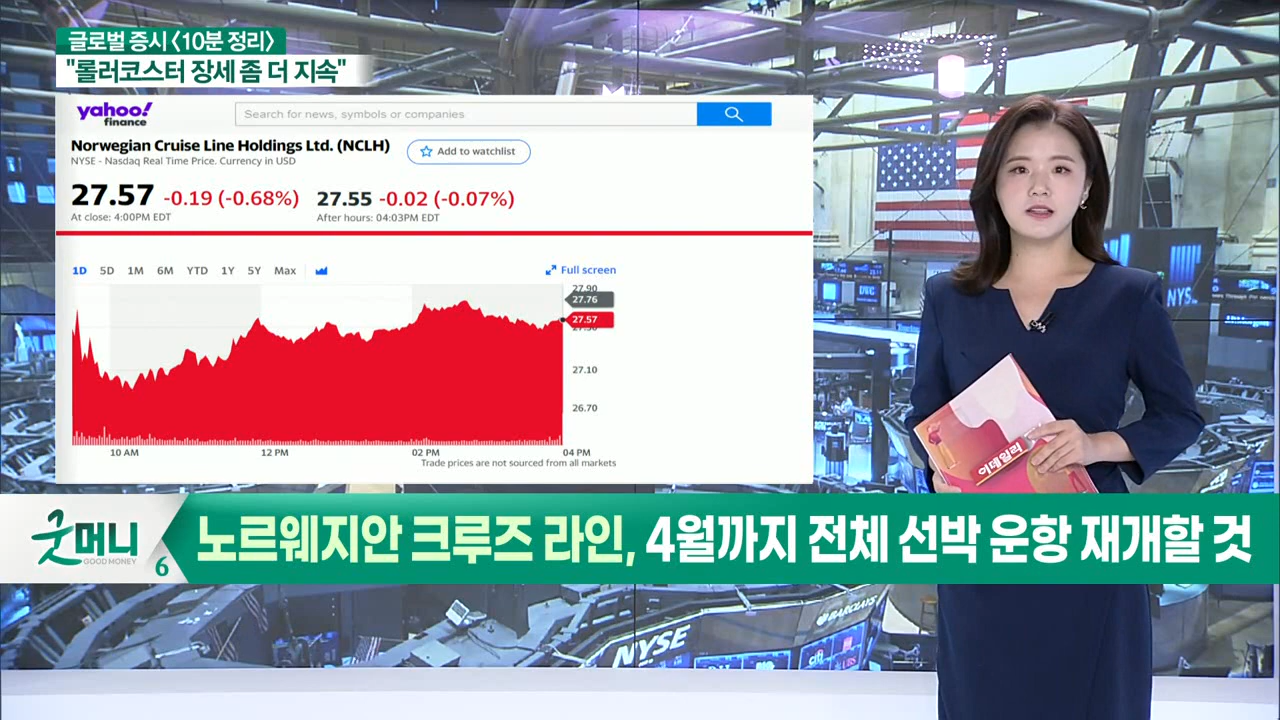 글로벌 증시 <10분 정리>
"롤러코스터 장세 좀 더 지속"
yahoo!
finance
Search for news, symbols or companies
Norwegian Cruise Line Holdings Ltd. (NCLH)
NYSE - Nasdaq Real Time Price. Currency in USD
Add to watchlist
27.57 -0.19 (-0.68%) 27.55 -0.02 (-0.07%)
At close: 4:00PM EDT After hours: 04:03PM EDT
1D 5D 1M 6M YTD 1Y 5Y Max
Full screen
27.90
27.76
27.57
27.10
26.70
10 AM 12 PM 02 PM 04 PM
Trade prices are not sourced from all markets
이데일리
NYS
굿머니
GOOD MONEY
6
노르웨지안 크루즈 라인, 4월까지 전체 선박 운항 재개할 것
BARCLAYS
NYSE
citi
UBS